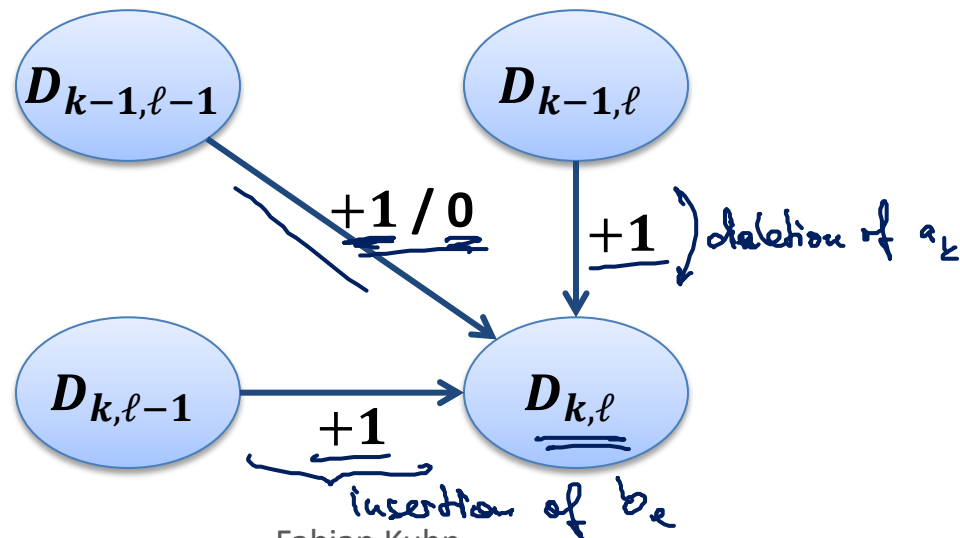 D_{k−1,ℓ−1} D_{k−1,ℓ}
+1 / 0
+1 deletion of a_k
D_{k,ℓ−1} D_{k,ℓ}
+1
insertion of b_ℓ
Fabian Kuhn